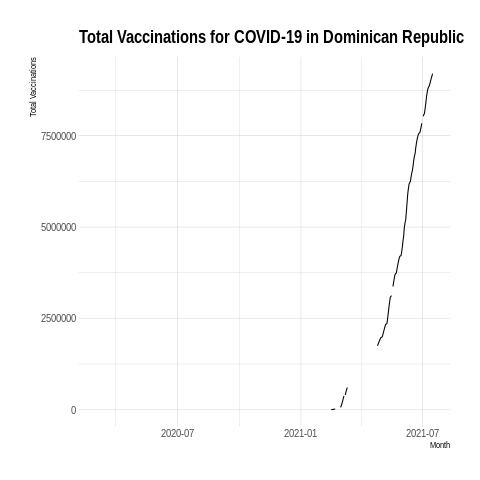 Total Vaccinations for COVID-19 in Dominican Republic
Total Vaccinations
7500000
5000000
2500000
0
2020-07
2021-01
2021-07
Month